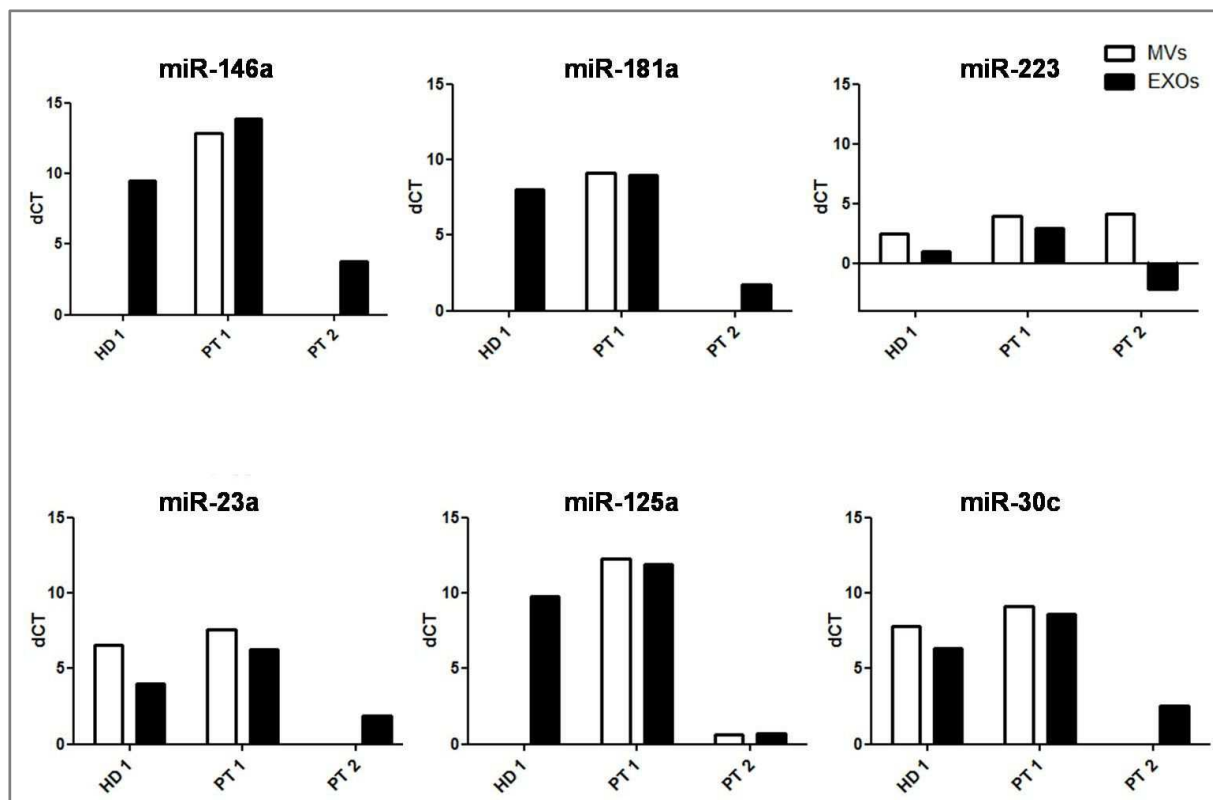 MVs
EXOs
miR-146a
dCT
15
10
5
0
HD 1
PT 1
PT 2
miR-181a
dCT
15
10
5
0
HD 1
PT 1
PT 2
miR-223
dCT
15
10
5
0
HD 1
PT 1
PT 2
miR-23a
dCT
15
10
5
0
HD 1
PT 1
PT 2
miR-125a
dCT
15
10
5
0
HD 1
PT 1
PT 2
miR-30c
dCT
15
10
5
0
HD 1
PT 1
PT 2